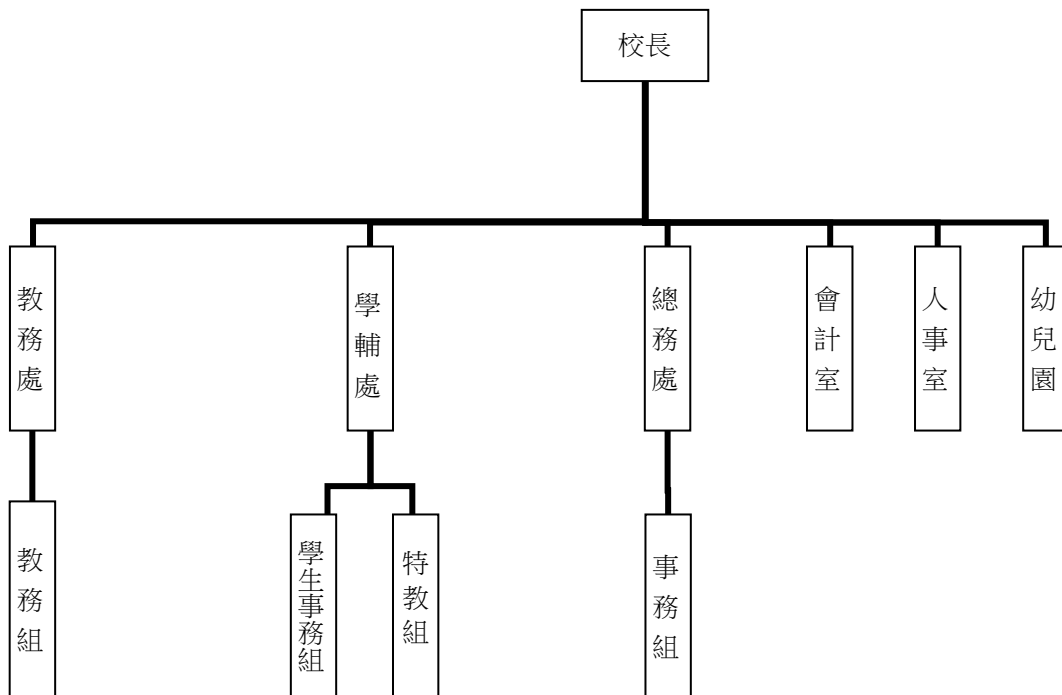 校長
教務處
學輔處
總務處
會計室
人事室
幼兒園
教務組
學生事務組
特教組
事務組